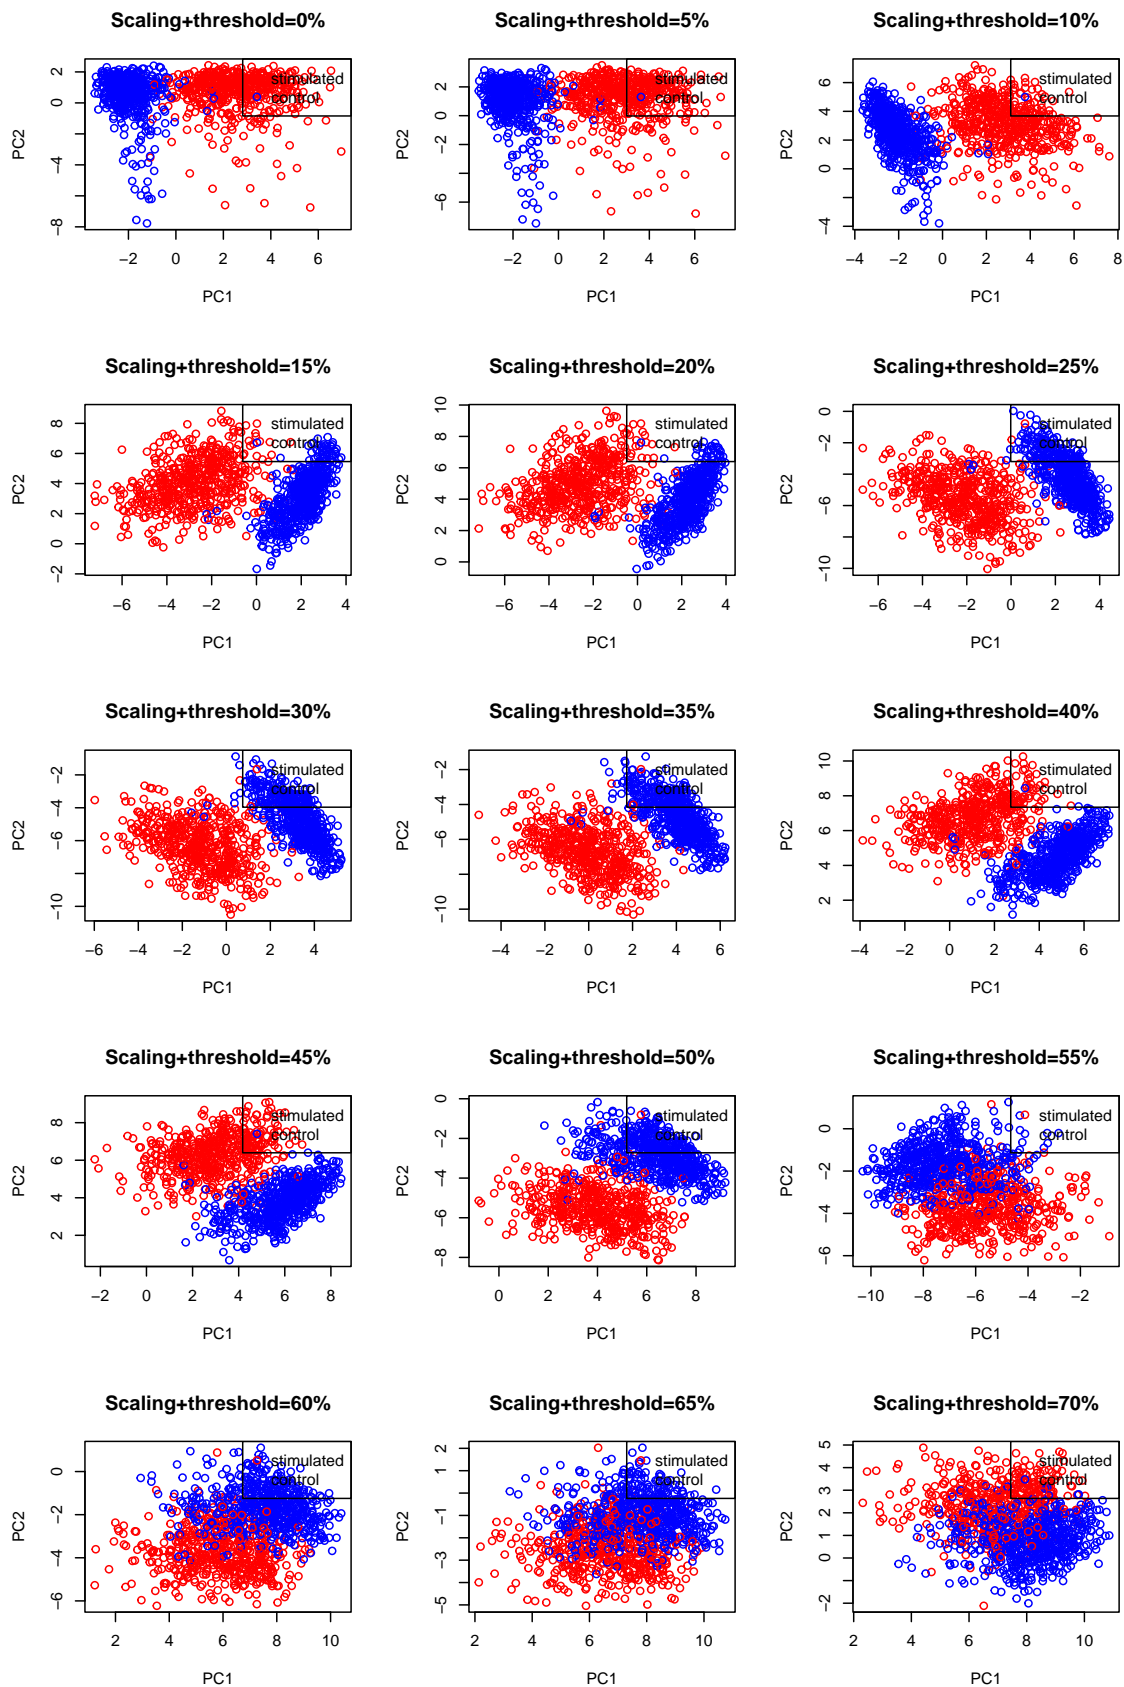 Scaling+threshold=0%
stimulated
control
2
0
−4
−8
PC2
−2 0 2 4 6
PC1
Scaling+threshold=5%
stimulated
control
2
0
−2
−6
PC2
−2 0 2 4 6
PC1
Scaling+threshold=10%
stimulated
control
6
4
2
0
−4
PC2
−4 −2 0 2 4 6 8
PC1
Scaling+threshold=15%
stimulated
control
8
6
4
2
0
−2
PC2
−6 −4 −2 0 2 4
PC1
Scaling+threshold=20%
stimulated
control
10
8
6
4
2
0
PC2
−6 −4 −2 0 2 4
PC1
Scaling+threshold=25%
stimulated
control
0
−2
−6
−10
PC2
−6 −4 −2 0 2 4
PC1
Scaling+threshold=30%
stimulated
control
−2
−4
−6
−10
PC2
−6 −4 −2 0 2 4
PC1
Scaling+threshold=35%
stimulated
control
−2
−4
−6
−10
PC2
−4 −2 0 2 4 6
PC1
Scaling+threshold=40%
stimulated
control
10
8
6
4
2
PC2
−4 −2 0 2 4 6
PC1
Scaling+threshold=45%
stimulated
control
8
6
4
2
PC2
−2 0 2 4 6 8
PC1
Scaling+threshold=50%
stimulated
control
0
−2
−4
−6
−8
PC2
0 2 4 6 8
PC1
Scaling+threshold=55%
stimulated
control
0
−2
−4
−6
PC2
−10 −8 −6 −4 −2
PC1
Scaling+threshold=60%
stimulated
control
0
−2
−4
−6
PC2
2 4 6 8 10
PC1
Scaling+threshold=65%
stimulated
control
2
1
−1
−3
−5
PC2
2 4 6 8 10
PC1
Scaling+threshold=70%
stimulated
control
5
4
3
2
0
−2
PC2
2 4 6 8 10
PC1